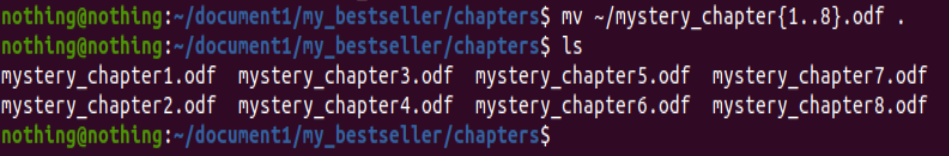 nothing@nothing:~/document1/my_bestseller/chapters$ mv ~/mystery_chapter{1..8}.odf .
nothing@nothing:~/document1/my_bestseller/chapters$ ls
mystery_chapter1.odf  mystery_chapter3.odf  mystery_chapter5.odf  mystery_chapter7.odf
mystery_chapter2.odf  mystery_chapter4.odf  mystery_chapter6.odf  mystery_chapter8.odf
nothing@nothing:~/document1/my_bestseller/chapters$